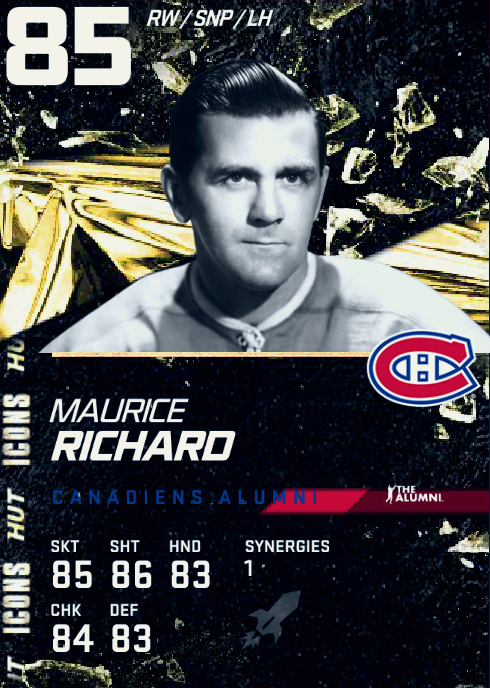 85
RW / SNP / LH
MAURICE
RICHARD
CANADIENS ALUMNI
THE
ALUMNI.
SKT SHT HND SYNERGIES
85 86 83 1
CHK DEF
84 83
HUT
ICONS
HUT
ICONS